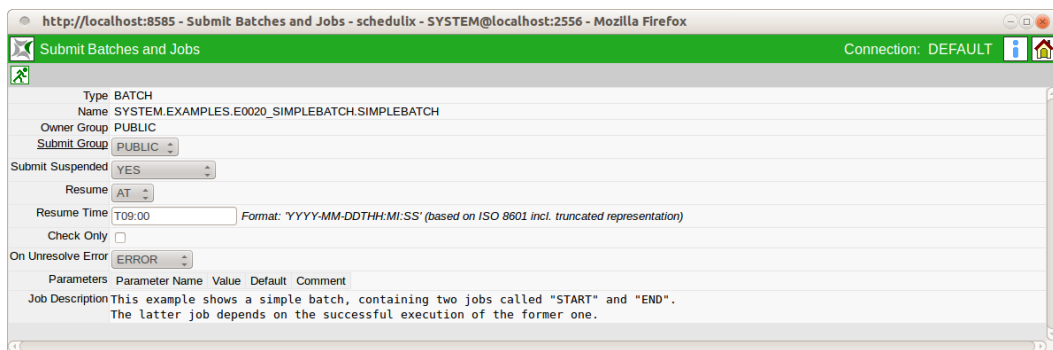 http://localhost:8585 - Submit Batches and Jobs - schedulix - SYSTEM@localhost:2556 - Mozilla Firefox
Submit Batches and Jobs Connection: DEFAULT
Type BATCH
Name SYSTEM.EXAMPLES.E0020_SIMPLEBATCH.SIMPLEBATCH
Owner Group PUBLIC
Submit Group PUBLIC
Submit Suspended YES
Resume AT
Resume Time T09:00 Format: 'YYYY-MM-DDTHH:MI:SS' (based on ISO 8601 incl. truncated representation)
Check Only
On Unresolve Error ERROR
Parameters Parameter Name Value Default Comment
Job Description This example shows a simple batch, containing two jobs called "START" and "END".
The latter job depends on the successful execution of the former one.